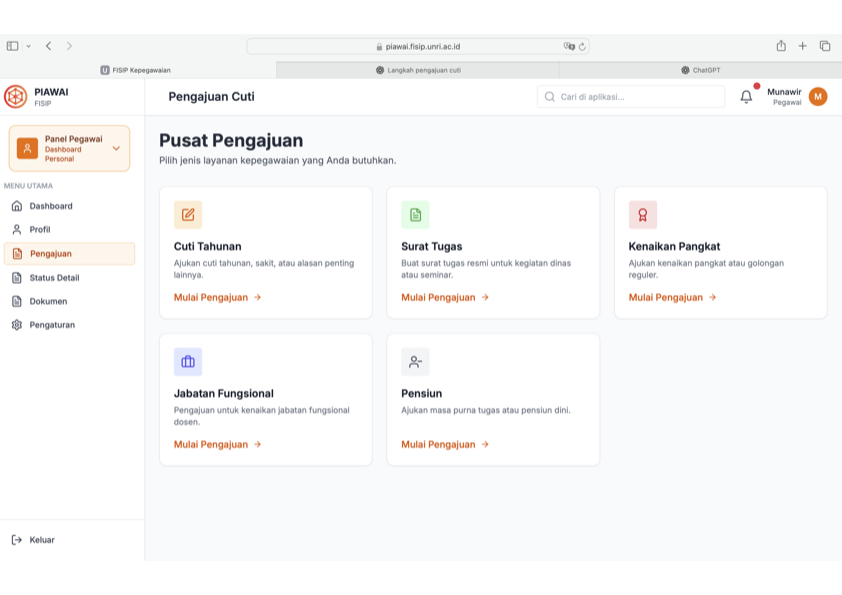 piawai.fisip.unri.ac.id
U FISIP Kepegawaian
Langkah pengajuan cuti
ChatGPT
PIAWAI
FISIP
Pengajuan Cuti
Cari di aplikasi...
Munawir
Pegawai
M
Panel Pegawai
Dashboard
Personal
MENU UTAMA
Dashboard
Profil
Pengajuan
Status Detail
Dokumen
Pengaturan
Keluar
Pusat Pengajuan
Pilih jenis layanan kepegawaian yang Anda butuhkan.
Cuti Tahunan
Ajukan cuti tahunan, sakit, atau alasan penting
lainnya.
Mulai Pengajuan →
Surat Tugas
Buat surat tugas resmi untuk kegiatan dinas
atau seminar.
Mulai Pengajuan →
Kenaikan Pangkat
Ajukan kenaikan pangkat atau golongan
reguler.
Mulai Pengajuan →
Jabatan Fungsional
Pengajuan untuk kenaikan jabatan fungsional
dosen.
Mulai Pengajuan →
Pensiun
Ajukan masa purna tugas atau pensiun dini.
Mulai Pengajuan →